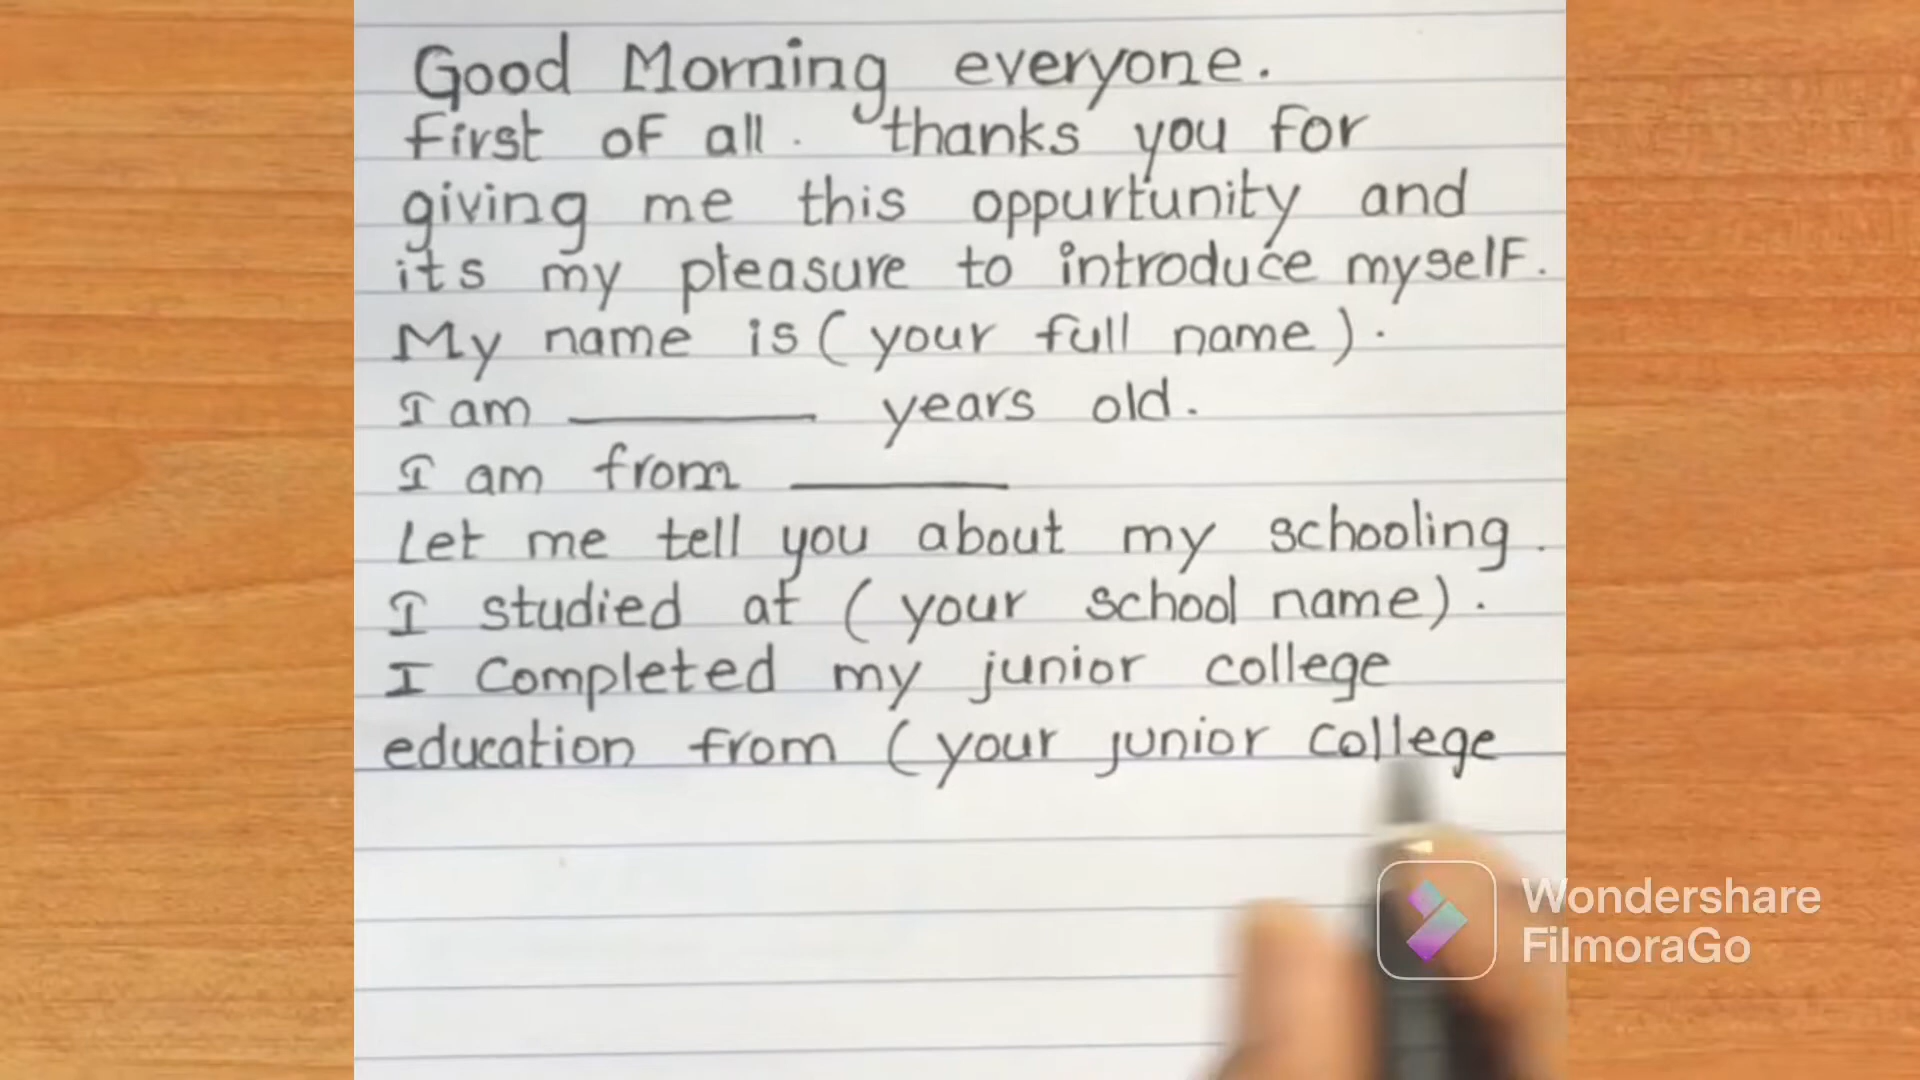 Good Morning everyone.
First of all. thanks you for
giving me this oppurtunity and
its my pleasure to introduce myself.
My name is (your full name).
I am ________ years old.
I am from ________
Let me tell you about my schooling.
I studied at (your school name).
I completed my junior college
education from (your junior college
Wondershare
FilmoraGo